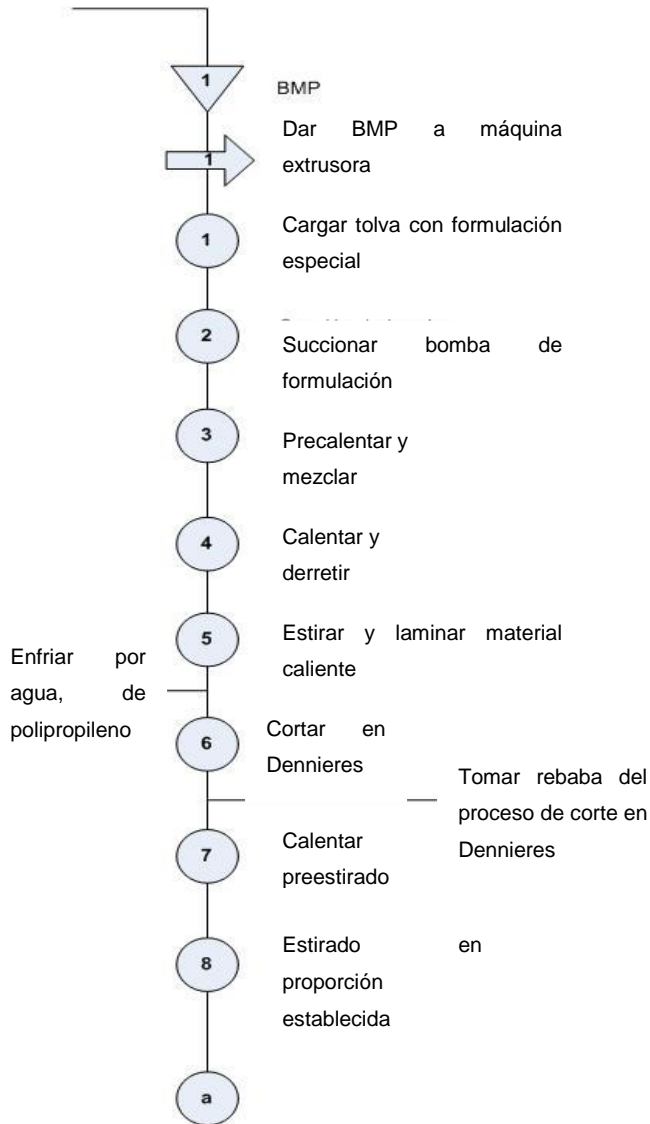 1
BMP
Dar BMP a máquina
extrusora
1
Cargar tolva con formulación
especial
1
2
Succionar bomba de
formulación
3
Precalentar y
mezclar
4
Calentar y
derretir
5
Estirar y laminar material
caliente
Enfriar por
agua, de
polipropileno
6
Cortar en
Dennieres
Tomar rebaba del
proceso de corte en
Dennieres
7
Calentar
preestirado
8
Estirado en
proporción
establecida
a